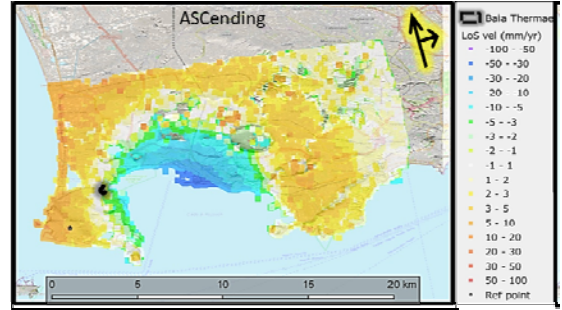 ASCending
Baia Thermae
LoS vel (mm/yr)
-100 - -50
-50 - -30
-30 - -20
-20 - -10
-10 - -5
-5 - -3
-3 - -2
-2 - -1
-1 - 1
1 - 2
2 - 3
3 - 5
5 - 10
10 - 20
20 - 30
30 - 50
50 - 100
Ref point
0 5 10 15 20 km